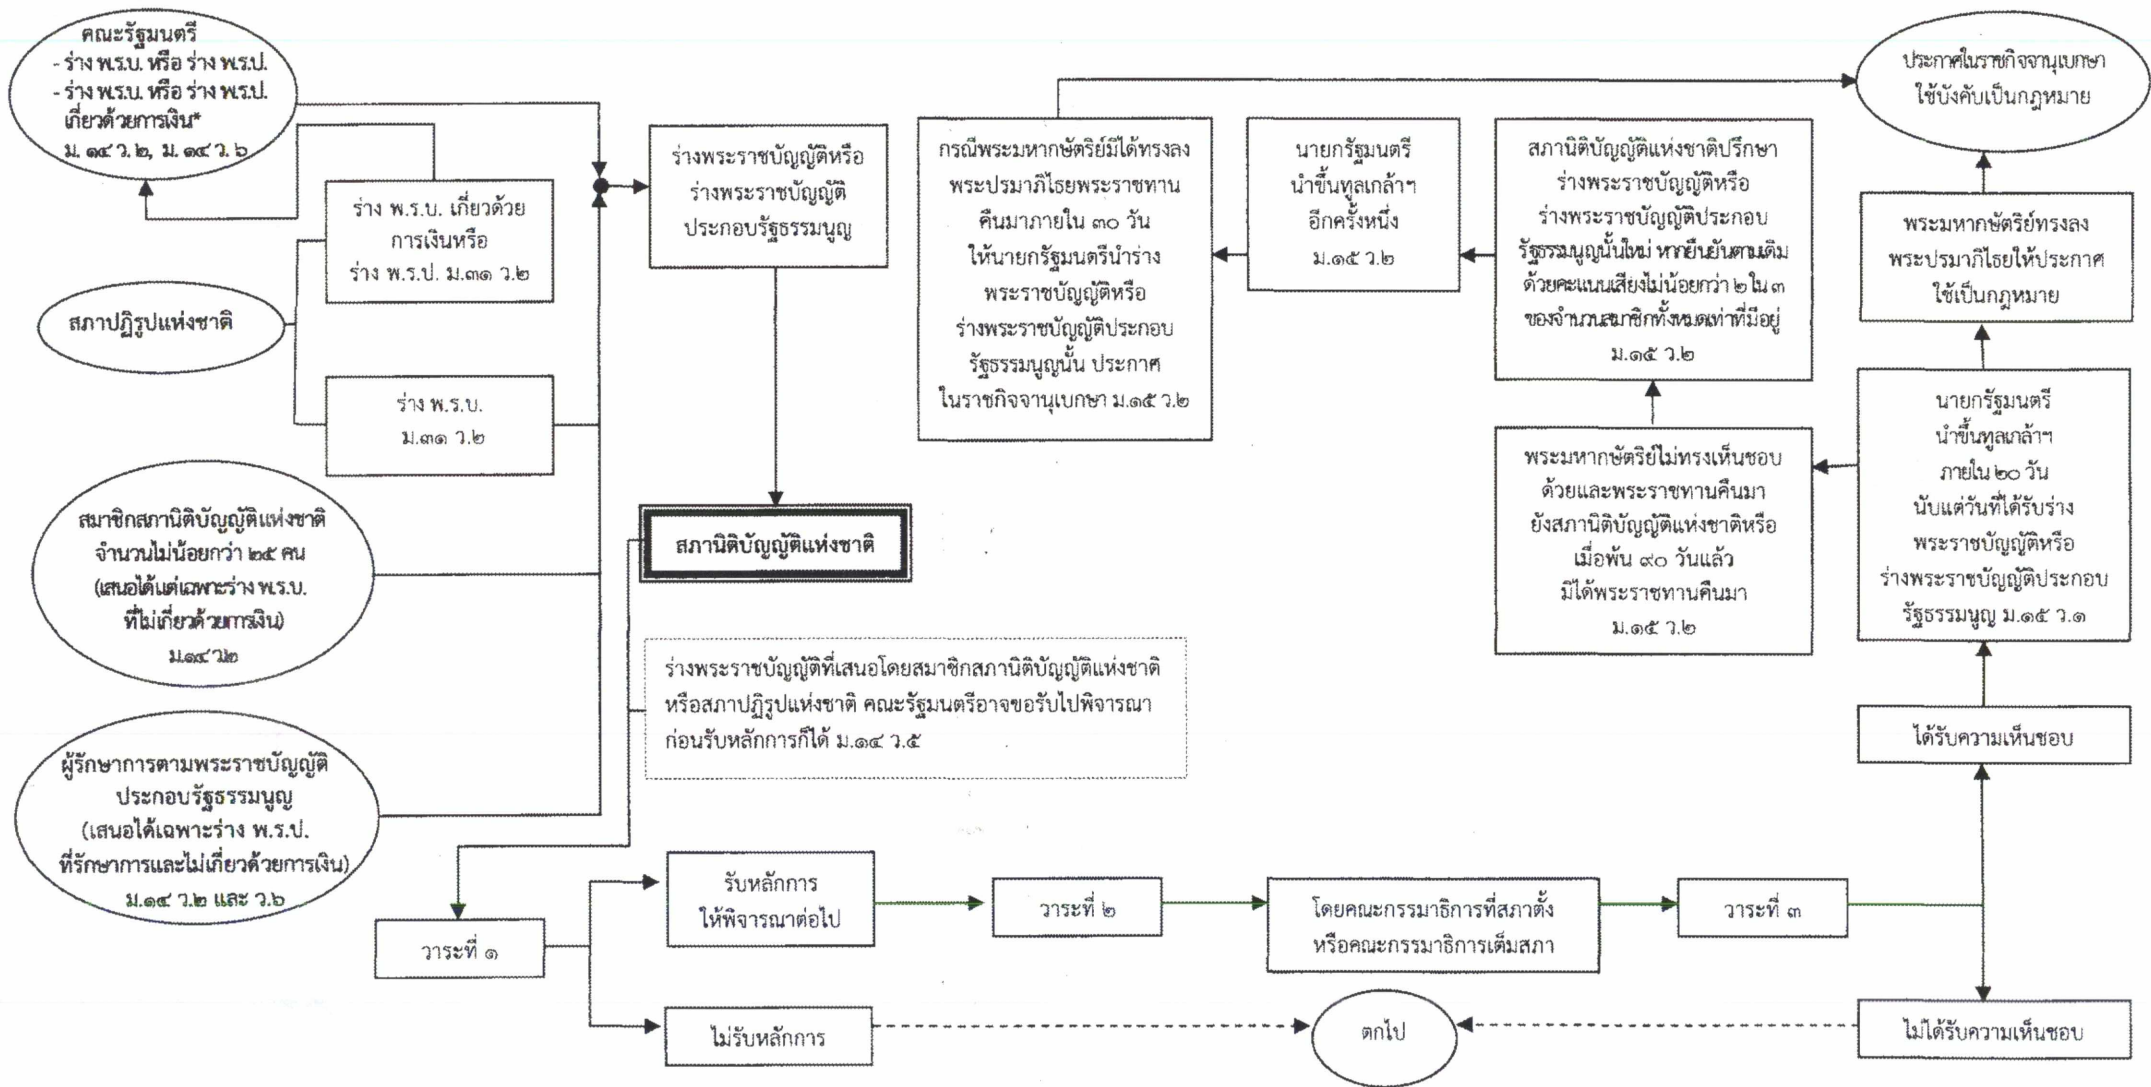 คณะรัฐมนตรี
- ร่าง พ.ร.บ. หรือ ร่าง พ.ร.ป.
- ร่าง พ.ร.บ. หรือ ร่าง พ.ร.ป.
เกี่ยวด้วยการเงิน*
ม. ๑๔ ว. ๒, ม. ๑๔ ว. ๖
ร่าง พ.ร.บ. เกี่ยวด้วย
การเงินหรือ
ร่าง พ.ร.ป. ม.๓๑ ว.๒
สภาปฏิรูปแห่งชาติ
ร่าง พ.ร.บ.
ม.๓๑ ว.๒
สมาชิกสภานิติบัญญัติแห่งชาติ
จำนวนไม่น้อยกว่า ๒๕ คน
(เสนอได้แต่เฉพาะร่าง พ.ร.บ.
ที่ไม่เกี่ยวด้วยการเงิน)
ม.๑๔ ว.๒
ผู้รักษาการตามพระราชบัญญัติ
ประกอบรัฐธรรมนูญ
(เสนอได้เฉพาะร่าง พ.ร.ป.
ที่รักษาการและไม่เกี่ยวด้วยการเงิน)
ม.๑๔ ว.๒ และ ว.๖
ร่างพระราชบัญญัติหรือ
ร่างพระราชบัญญัติ
ประกอบรัฐธรรมนูญ
สภานิติบัญญัติแห่งชาติ
ร่างพระราชบัญญัติที่เสนอโดยสมาชิกสภานิติบัญญัติแห่งชาติ
หรือสภาปฏิรูปแห่งชาติ คณะรัฐมนตรีอาจขอรับไปพิจารณา
ก่อนรับหลักการก็ได้ ม.๑๔ ว.๕
วาระที่ ๑
รับหลักการ
ให้พิจารณาต่อไป
ไม่รับหลักการ
วาระที่ ๒
โดยคณะกรรมาธิการที่สภาตั้ง
หรือคณะกรรมาธิการเต็มสภา
วาระที่ ๓
ตกไป
ไม่ได้รับความเห็นชอบ
ได้รับความเห็นชอบ
นายกรัฐมนตรี
นำขึ้นทูลเกล้าฯ
ภายใน ๒๐ วัน
นับแต่วันที่ได้รับร่าง
พระราชบัญญัติหรือ
ร่างพระราชบัญญัติประกอบ
รัฐธรรมนูญ ม.๑๕ ว.๑
พระมหากษัตริย์ทรงลง
พระปรมาภิไธยให้ประกาศ
ใช้เป็นกฎหมาย
ประกาศในราชกิจจานุเบกษา
ใช้บังคับเป็นกฎหมาย
พระมหากษัตริย์ไม่ทรงเห็นชอบ
ด้วยและพระราชทานคืนมา
ยังสภานิติบัญญัติแห่งชาติหรือ
เมื่อพ้น ๙๐ วันแล้ว
มิได้พระราชทานคืนมา
ม.๑๕ ว.๒
สภานิติบัญญัติแห่งชาติปรึกษา
ร่างพระราชบัญญัติหรือ
ร่างพระราชบัญญัติประกอบ
รัฐธรรมนูญนั้นใหม่ หากยืนยันตามเดิม
ด้วยคะแนนเสียงไม่น้อยกว่า ๒ ใน ๓
ของจำนวนสมาชิกทั้งหมดเท่าที่มีอยู่
ม.๑๕ ว.๒
นายกรัฐมนตรี
นำขึ้นทูลเกล้าฯ
อีกครั้งหนึ่ง
ม.๑๕ ว.๒
กรณีพระมหากษัตริย์มิได้ทรงลง
พระปรมาภิไธยพระราชทาน
คืนมาภายใน ๓๐ วัน
ให้นายกรัฐมนตรีนำร่าง
พระราชบัญญัติหรือ
ร่างพระราชบัญญัติประกอบ
รัฐธรรมนูญนั้น ประกาศ
ในราชกิจจานุเบกษา ม.๑๕ ว.๒